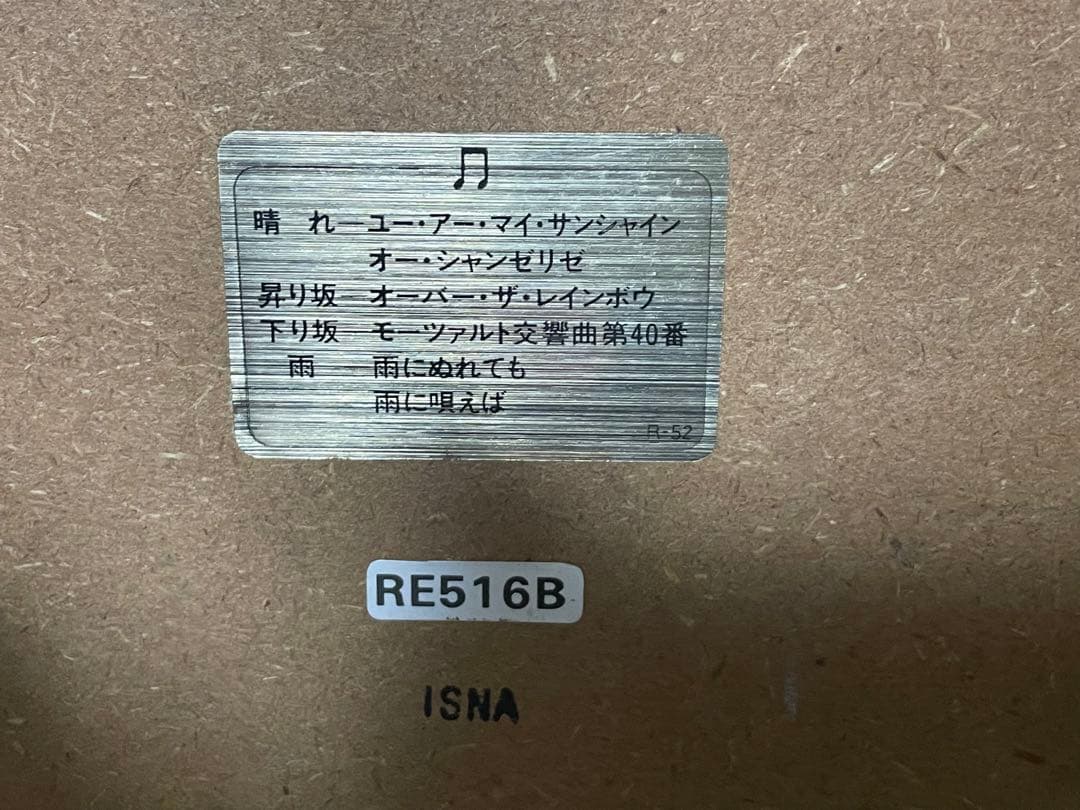 晴 れ―ユー・アー・マイ・サンシャイン
オー・シャンゼリゼ
昇り坂―オーバー・ザ・レインボウ
下り坂―モーツァルト交響曲第40番
雨―雨にぬれても
雨に唄えば
R-52
RE516B
ISNA